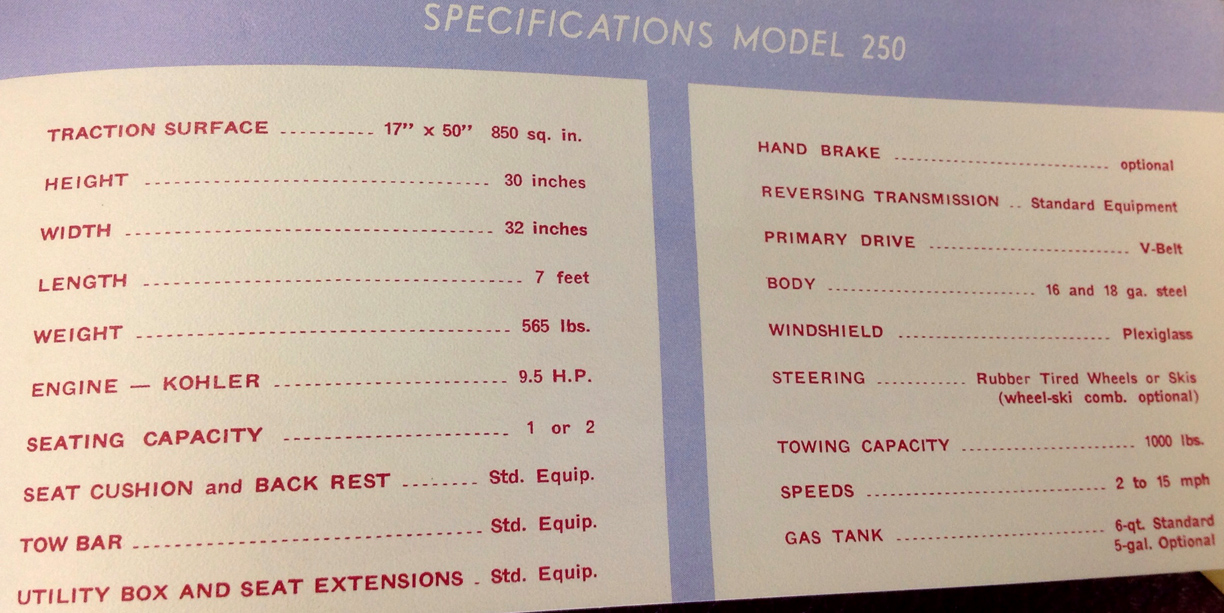 SPECIFICATIONS MODEL 250
TRACTION SURFACE .......... 17" x 50" 850 sq. in.
HEIGHT .......... 30 inches
WIDTH .......... 32 inches
LENGTH .......... 7 feet
WEIGHT .......... 565 lbs.
ENGINE — KOHLER .......... 9.5 H.P.
SEATING CAPACITY .......... 1 or 2
SEAT CUSHION and BACK REST ........ Std. Equip.
TOW BAR .......... Std. Equip.
UTILITY BOX AND SEAT EXTENSIONS . Std. Equip.
HAND BRAKE .......... optional
REVERSING TRANSMISSION .. Standard Equipment
PRIMARY DRIVE .......... V-Belt
BODY .......... 16 and 18 ga. steel
WINDSHIELD .......... Plexiglass
STEERING .......... Rubber Tired Wheels or Skis
(wheel-ski comb. optional)
TOWING CAPACITY .......... 1000 lbs.
SPEEDS .......... 2 to 15 mph
GAS TANK .......... 6-qt. Standard
5-gal. Optional